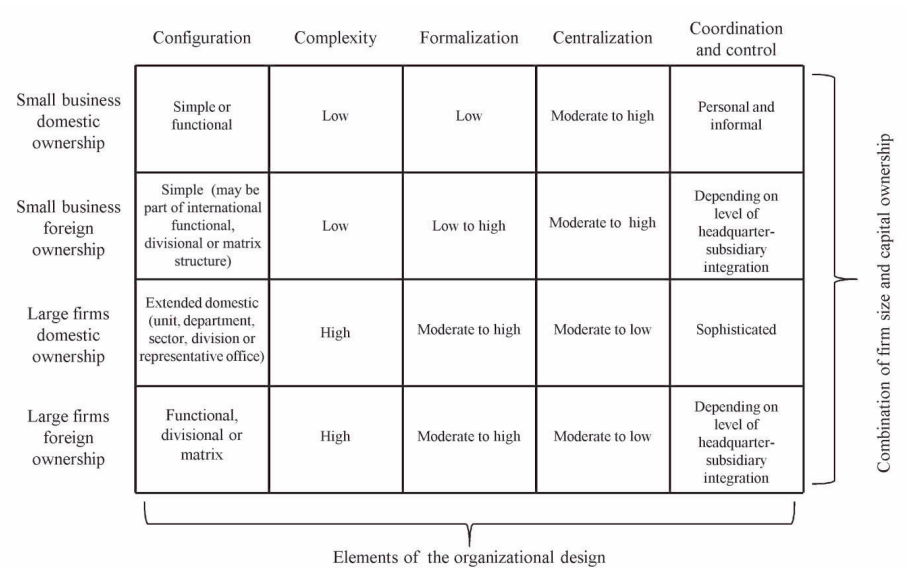 Configuration
Complexity
Formalization
Centralization
Coordination
and control
Small business
domestic
ownership
Simple or
functional
Low
Low
Moderate to high
Personal and
informal
Small business
foreign
ownership
Simple (may be
part of international
functional,
divisional or matrix
structure)
Low
Low to high
Moderate to high
Depending on
level of
headquarter-
subsidiary
integration
Large firms
domestic
ownership
Extended domestic
(unit, department,
sector, division or
representative office)
High
Moderate to high
Moderate to low
Sophisticated
Large firms
foreign
ownership
Functional,
divisional or
matrix
High
Moderate to high
Moderate to low
Depending on
level of
headquarter-
subsidiary
integration
Combination of firm size and capital ownership
Elements of the organizational design